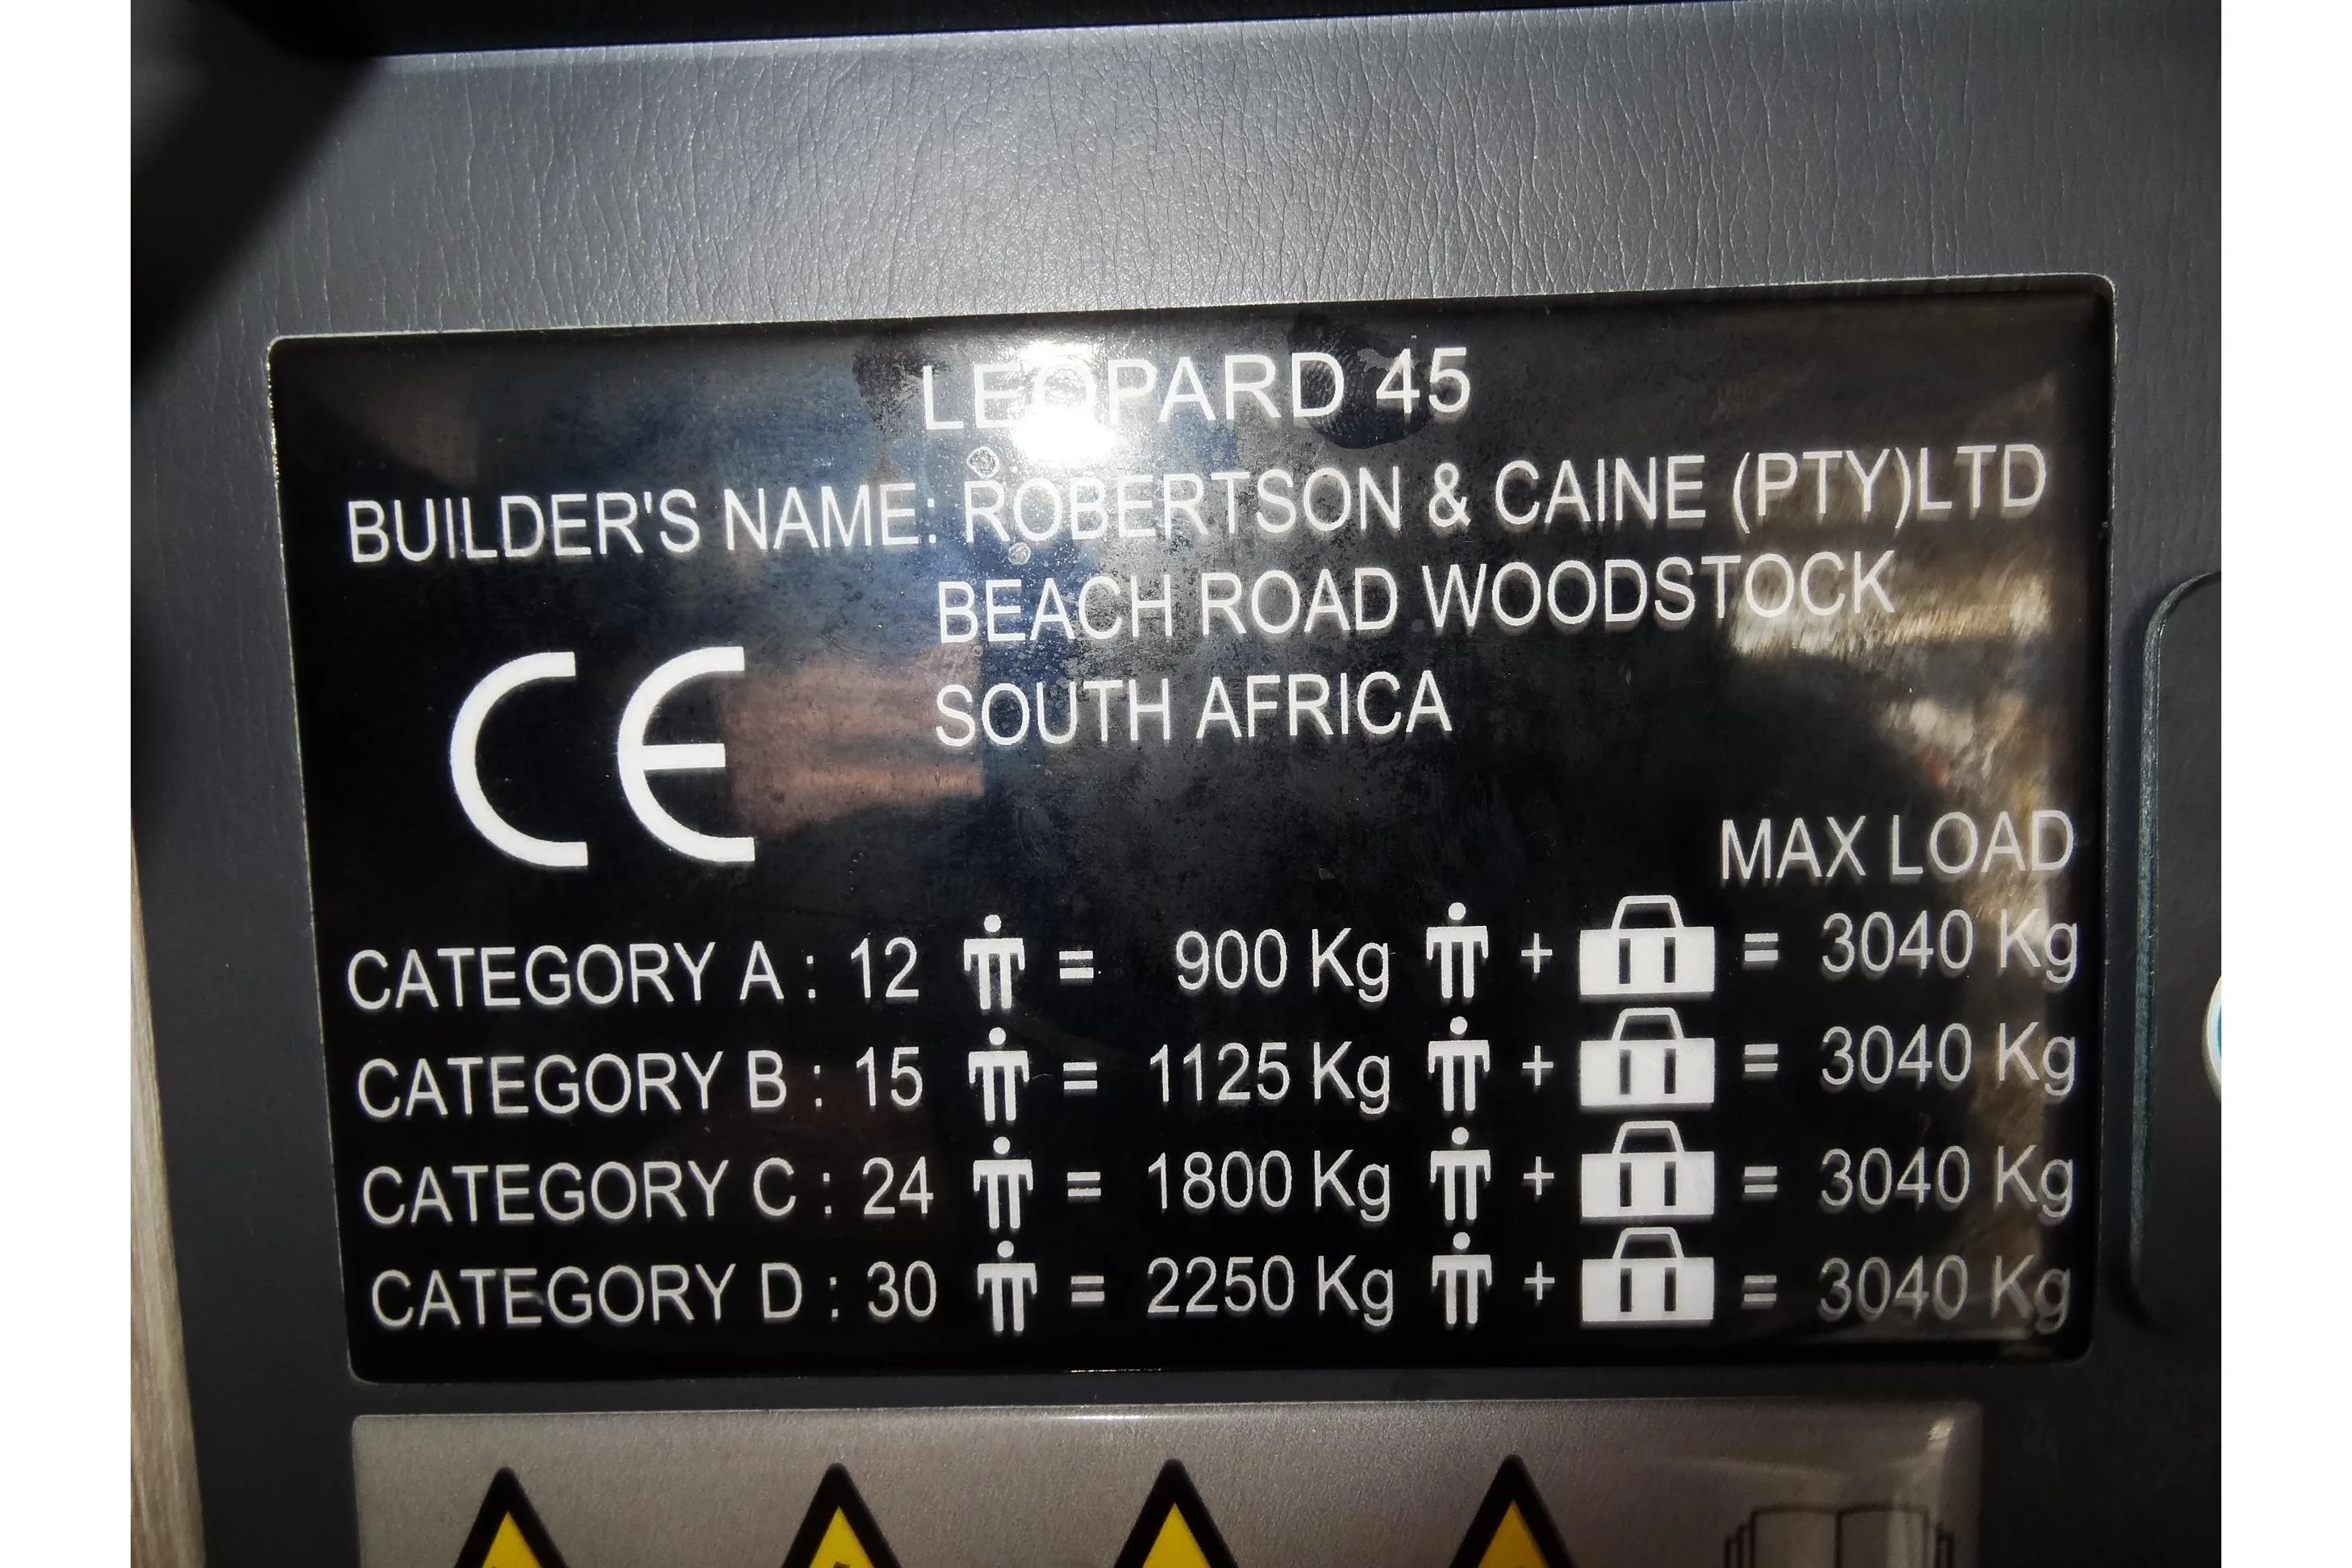 LEOPARD 45
BUILDER'S NAME: ROBERTSON & CAINE (PTY)LTD
BEACH ROAD WOODSTOCK
SOUTH AFRICA
CE
MAX LOAD
CATEGORY A : 12 = 900 Kg + = 3040 Kg
CATEGORY B : 15 = 1125 Kg + = 3040 Kg
CATEGORY C : 24 = 1800 Kg + = 3040 Kg
CATEGORY D : 30 = 2250 Kg + = 3040 Kg